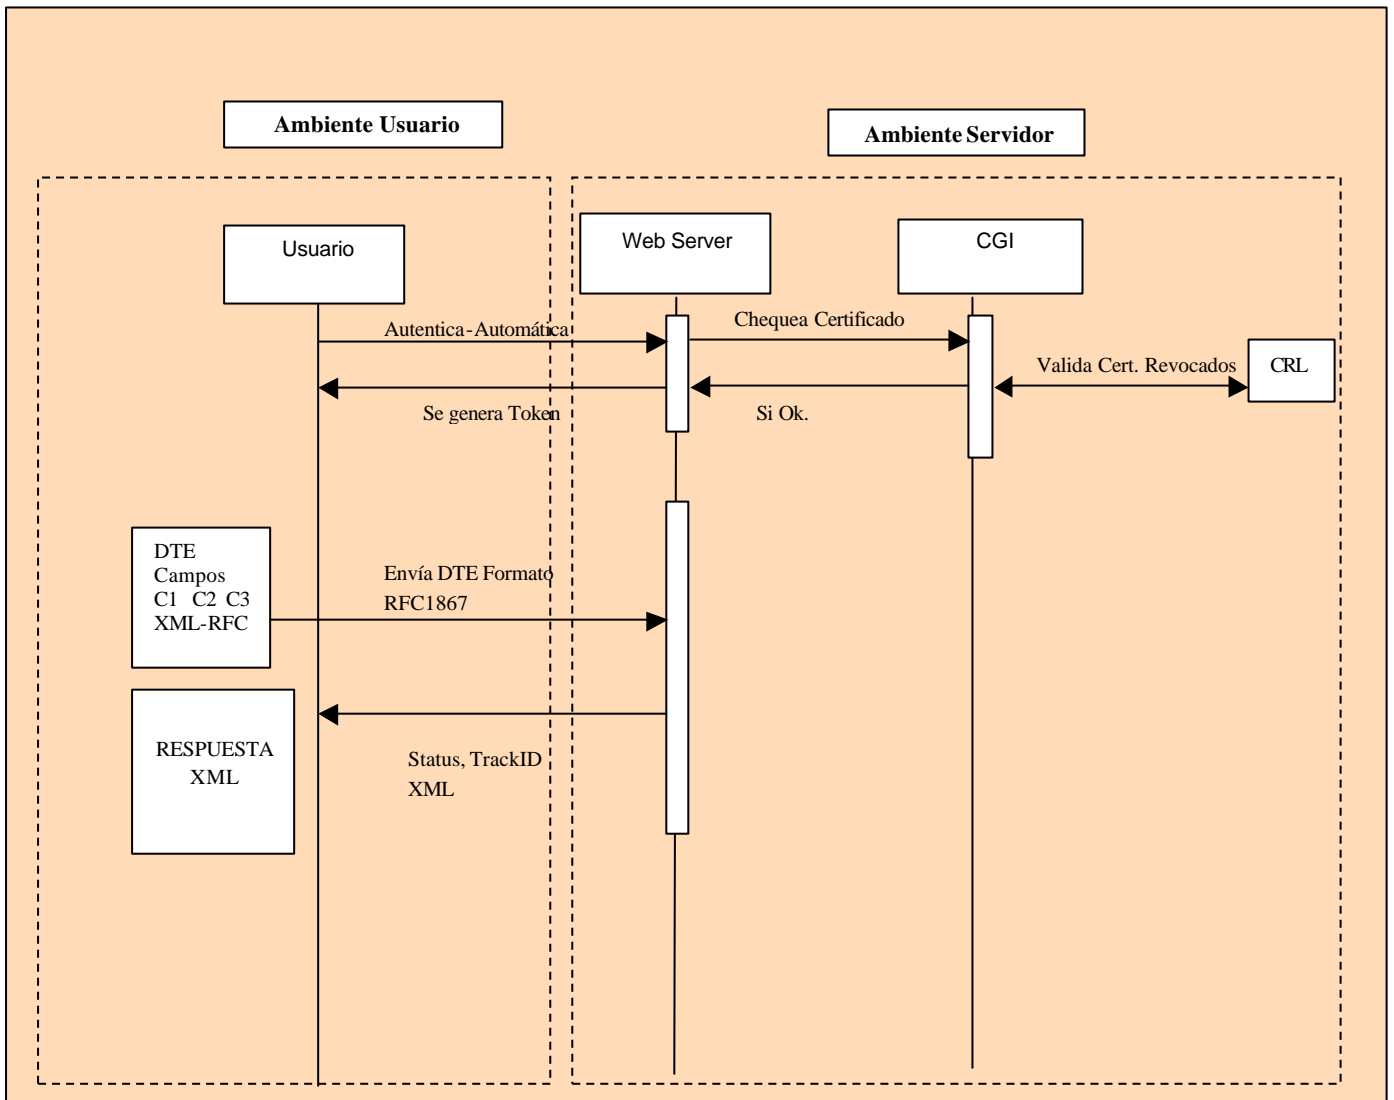 Ambiente Usuario
Ambiente Servidor
Usuario
Web Server
CGI
Autentica-Automática
Chequea Certificado
Valida Cert. Revocados
CRL
Se genera Token
Si Ok.
DTE
Campos
C1 C2 C3
XML-RFC
Envía DTE Formato
RFC1867
RESPUESTA
XML
Status, TrackID
XML